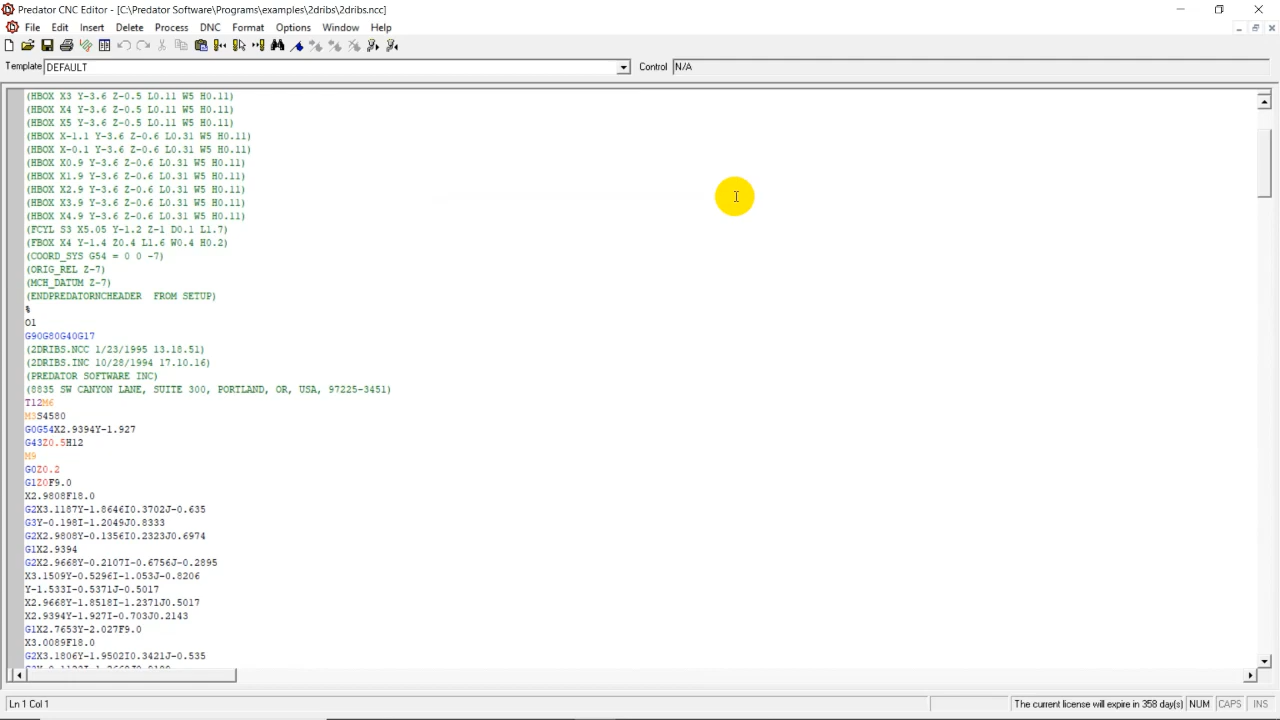 Predator CNC Editor - [C:\Predator Software\Programs\examples\2dribs\2dribs.ncc]
File Edit Insert Delete Process DNC Format Options Window Help
Template DEFAULT Control N/A
(HBOX X3 Y-3.6 Z-0.5 L0.11 W5 H0.11)
(HBOX X4 Y-3.6 Z-0.5 L0.11 W5 H0.11)
(HBOX X5 Y-3.6 Z-0.5 L0.11 W5 H0.11)
(HBOX X-1.1 Y-3.6 Z-0.6 L0.31 W5 H0.11)
(HBOX X-0.1 Y-3.6 Z-0.6 L0.31 W5 H0.11)
(HBOX X0.9 Y-3.6 Z-0.6 L0.31 W5 H0.11)
(HBOX X1.9 Y-3.6 Z-0.6 L0.31 W5 H0.11)
(HBOX X2.9 Y-3.6 Z-0.6 L0.31 W5 H0.11)
(HBOX X3.9 Y-3.6 Z-0.6 L0.31 W5 H0.11)
(HBOX X4.9 Y-3.6 Z-0.6 L0.31 W5 H0.11)
(FCYL S3 X5.05 Y-1.2 Z-1 D0.1 L1.7)
(FBOX X4 Y-1.4 Z0.4 L1.6 W0.4 H0.2)
(COORD_SYS G54 = 0 0 -7)
(ORIG_REL Z-7)
(MCH_DATUM Z-7)
(ENDPREDATORNCHEADER  FROM SETUP)
%
O1
G90G80G40G17
(2DRIBS.NCC 1/23/1995 13.18.51)
(2DRIBS.INC 10/28/1994 17.10.16)
(PREDATOR SOFTWARE INC)
(8835 SW CANYON LANE, SUITE 300, PORTLAND, OR, USA, 97225-3451)
T12M6
M3S4580
G0G54X2.9394Y-1.927
G43Z0.5H12
M9
G0Z0.2
G1Z0F9.0
X2.9808F18.0
G2X3.1187Y-1.8646I0.3702J-0.635
G3Y-0.198I-1.2049J0.8333
G2X2.9808Y-0.1356I0.2323J0.6974
G1X2.9394
G2X2.9668Y-0.2107I-0.6756J-0.2895
X3.1509Y-0.5296I-1.053J-0.8206
Y-1.533I-0.5371J-0.5017
X2.9668Y-1.8518I-1.2371J0.5017
X2.9394Y-1.927I-0.703J0.2143
G1X2.7653Y-2.027F9.0
X3.0089F18.0
G2X3.1806Y-1.9502I0.3421J-0.535
Ln 1 Col 1 The current license will expire in 358 day(s) NUM CAPS INS